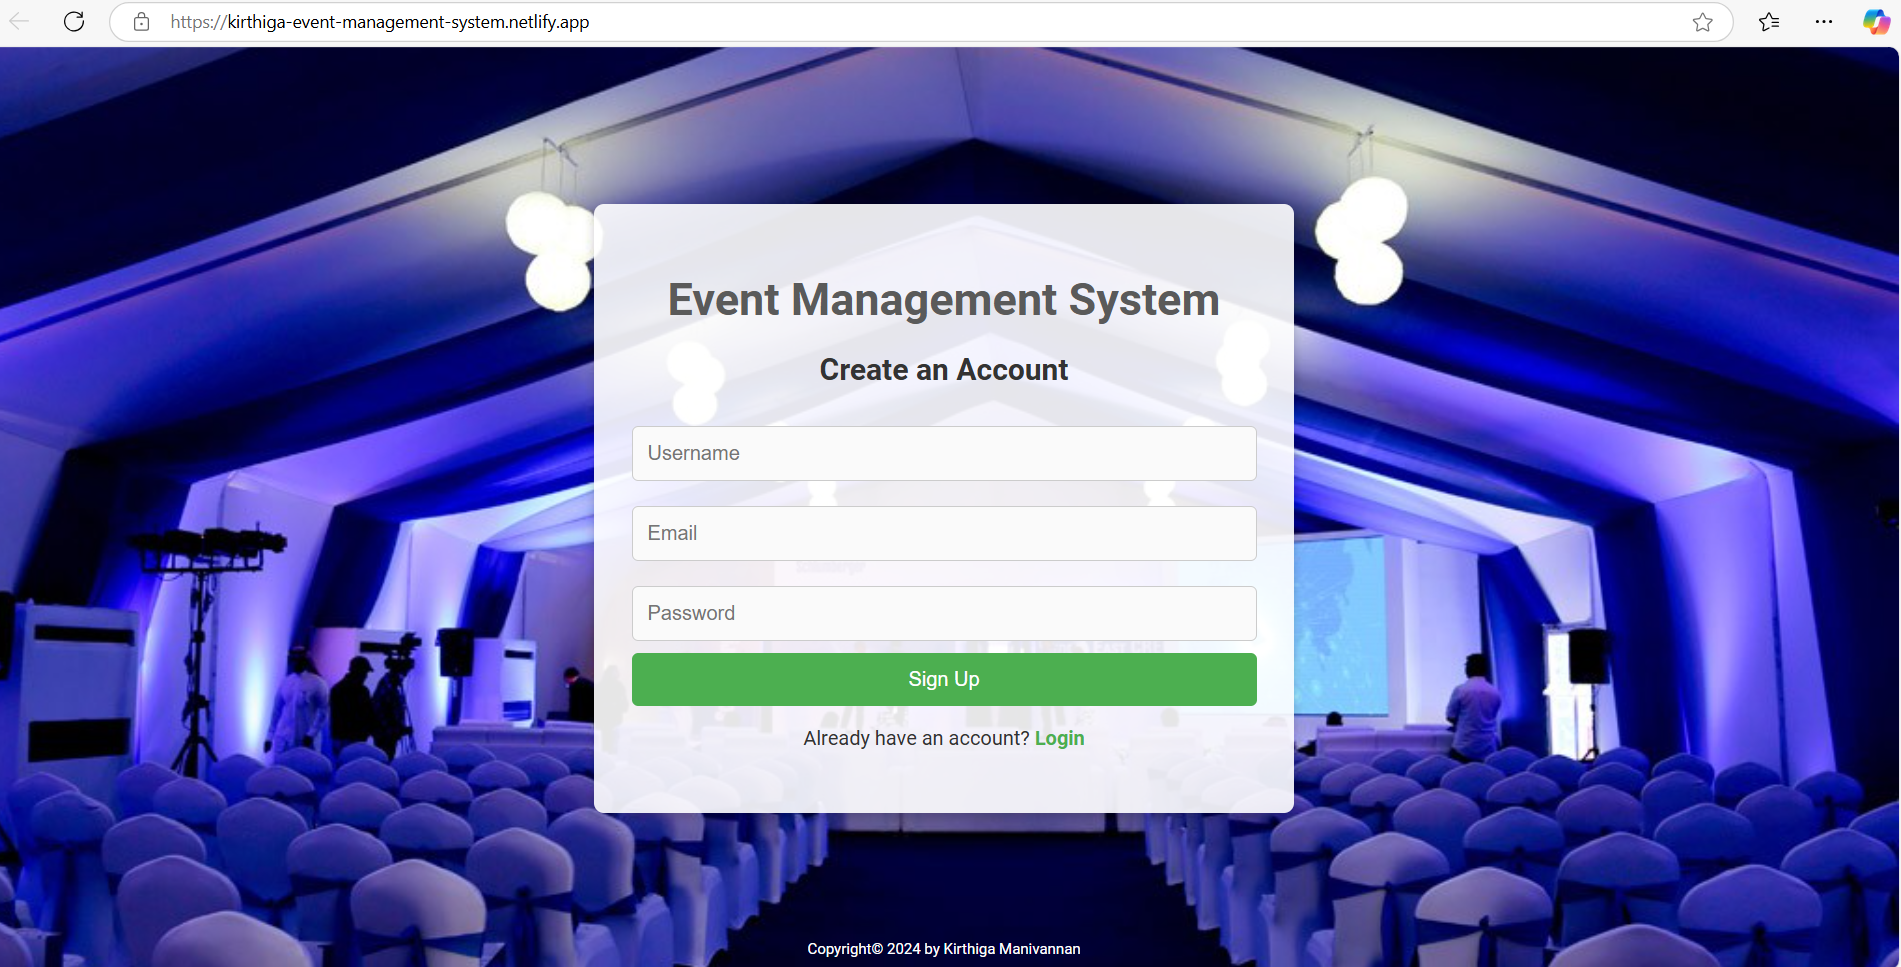 https://kirthiga-event-management-system.netlify.app
Event Management System
Create an Account
Username
Email
Password
Sign Up
Already have an account? Login
Copyright© 2024 by Kirthiga Manivannan